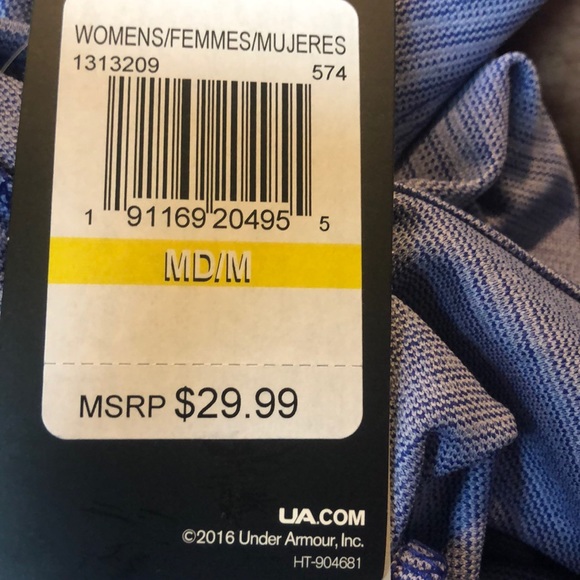 WOMENS/FEMMES/MUJERES
1313209 574
1 91169 20495 5
MD/M
MSRP $29.99
UA.COM
©2016 Under Armour, Inc.
HT-904681